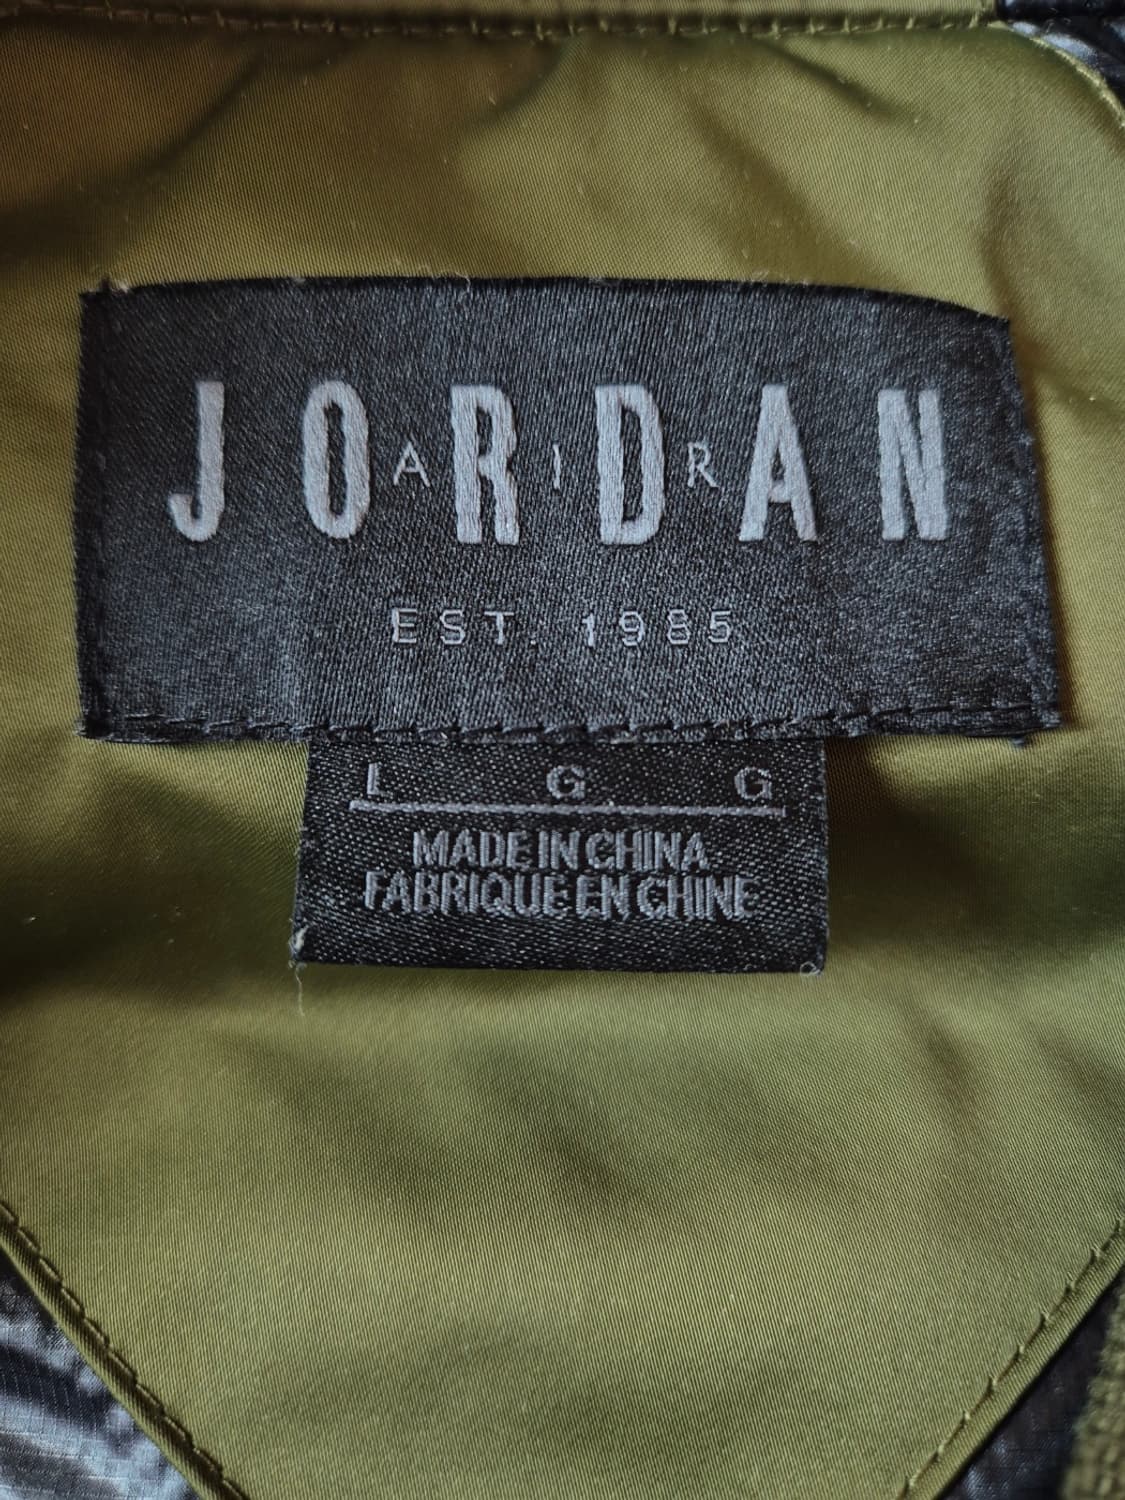 JORDAN
AIR
EST. 1985
L G G
MADE IN CHINA
FABRIQUE EN CHINE